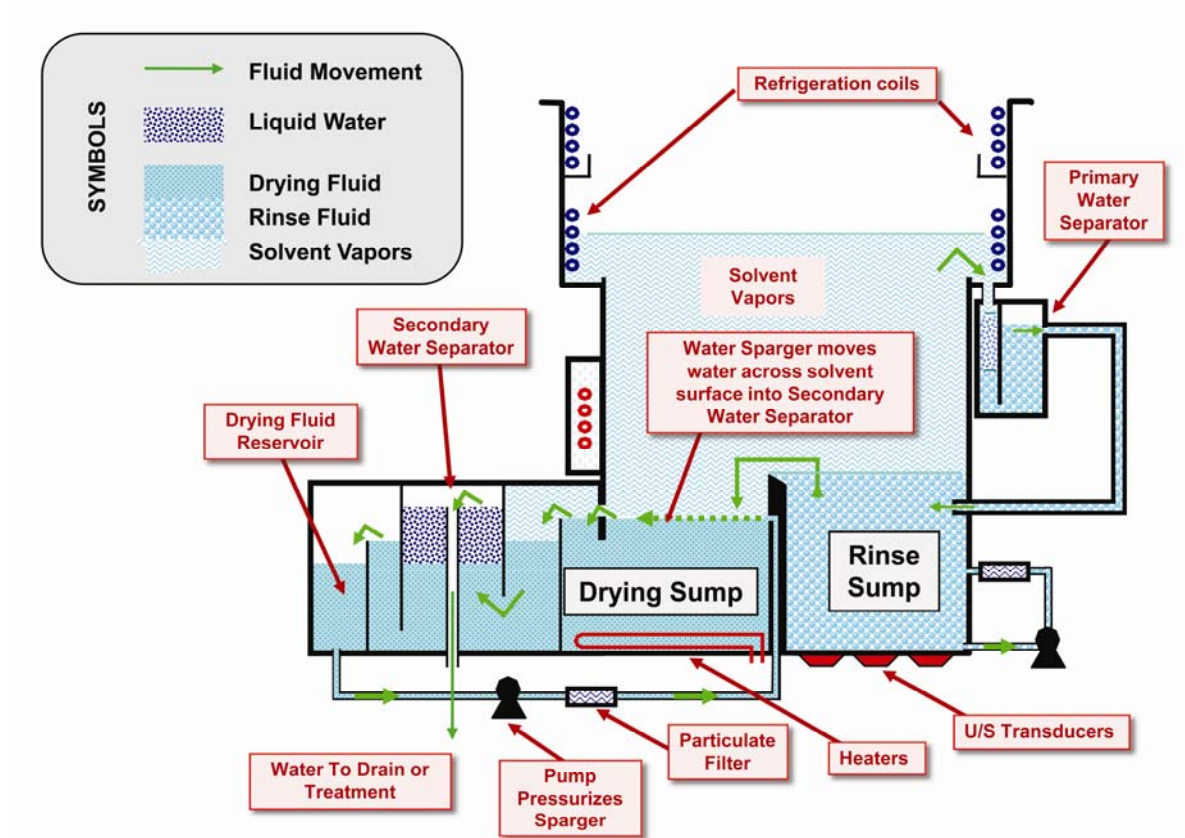 SYMBOLS
Fluid Movement
Liquid Water
Drying Fluid
Rinse Fluid
Solvent Vapors
Refrigeration coils
Primary
Water
Separator
Solvent
Vapors
Secondary
Water Separator
Water Sparger moves
water across solvent
surface into Secondary
Water Separator
Drying Fluid
Reservoir
Drying Sump
Rinse
Sump
Water To Drain or
Treatment
Pump
Pressurizes
Sparger
Particulate
Filter
Heaters
U/S Transducers